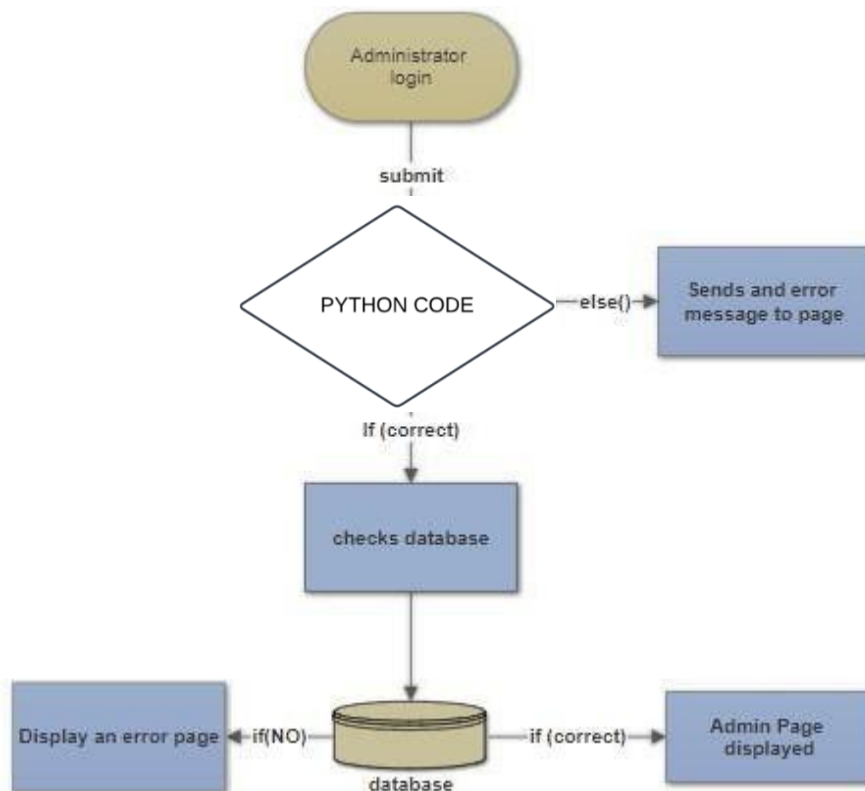 Administrator
login
submit
PYTHON CODE
else()
Sends and error
message to page
If (correct)
checks database
Display an error page
if(NO)
if (correct)
Admin Page
displayed
database